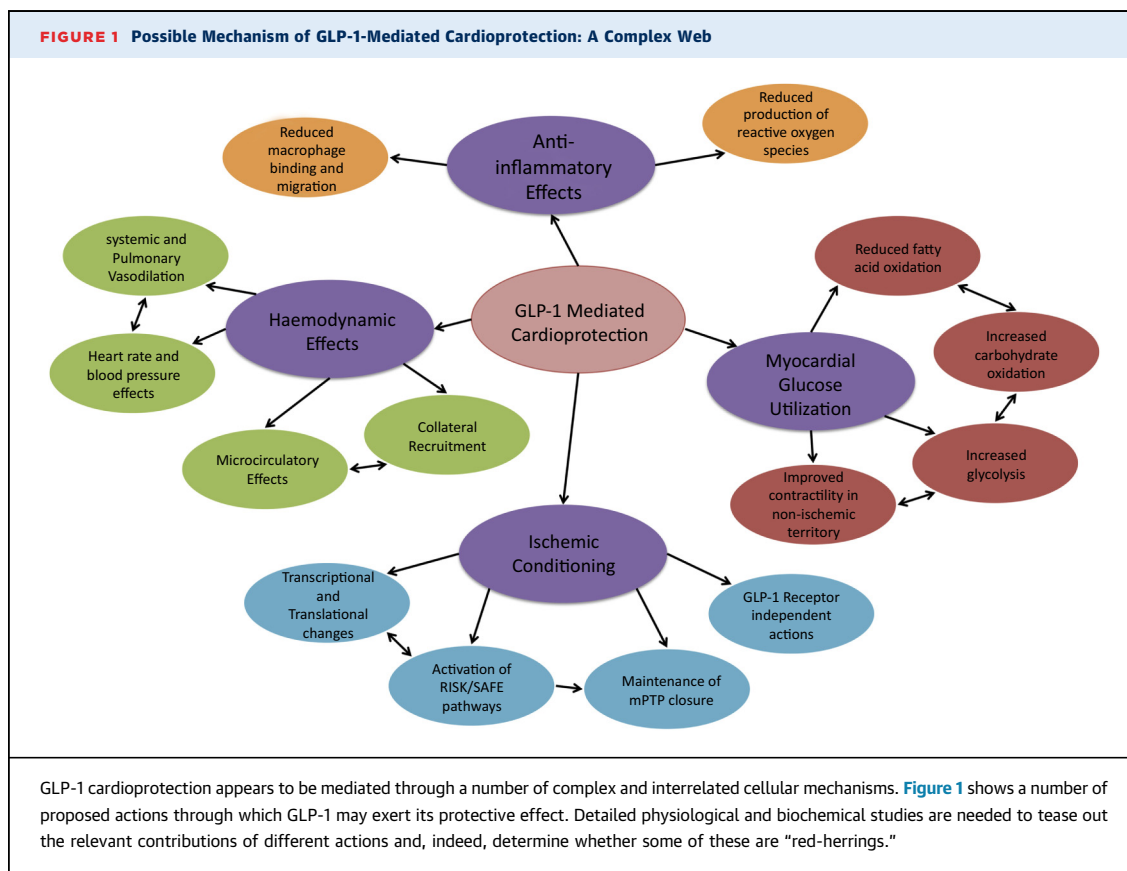 FIGURE 1 Possible Mechanism of GLP-1-Mediated Cardioprotection: A Complex Web
Reduced
macrophage
binding and
migration
Anti-
inflammatory
Effects
Reduced
production of
reactive oxygen
species
systemic and
Pulmonary
Vasodilation
Haemodynamic
Effects
Heart rate and
blood pressure
effects
Microcirculatory
Effects
Collateral
Recruitment
GLP-1 Mediated
Cardioprotection
Reduced fatty
acid oxidation
Increased
carbohydrate
oxidation
Myocardial
Glucose
Utilization
Increased
glycolysis
Improved
contractility in
non-ischemic
territory
Ischemic
Conditioning
Transcriptional
and
Translational
changes
Activation of
RISK/SAFE
pathways
Maintenance of
mPTP closure
GLP-1 Receptor
independent
actions
GLP-1 cardioprotection appears to be mediated through a number of complex and interrelated cellular mechanisms. Figure 1 shows a number of
proposed actions through which GLP-1 may exert its protective effect. Detailed physiological and biochemical studies are needed to tease out
the relevant contributions of different actions and, indeed, determine whether some of these are “red-herrings.”